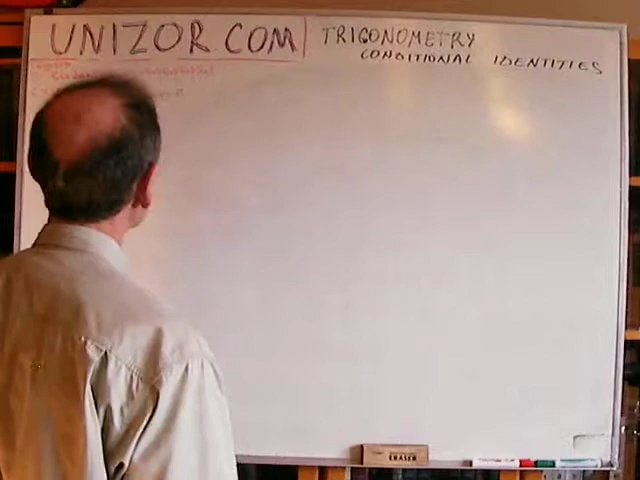 UNIZOR.COM
TRIGONOMETRY
CONDITIONAL IDENTITIES
ERASER